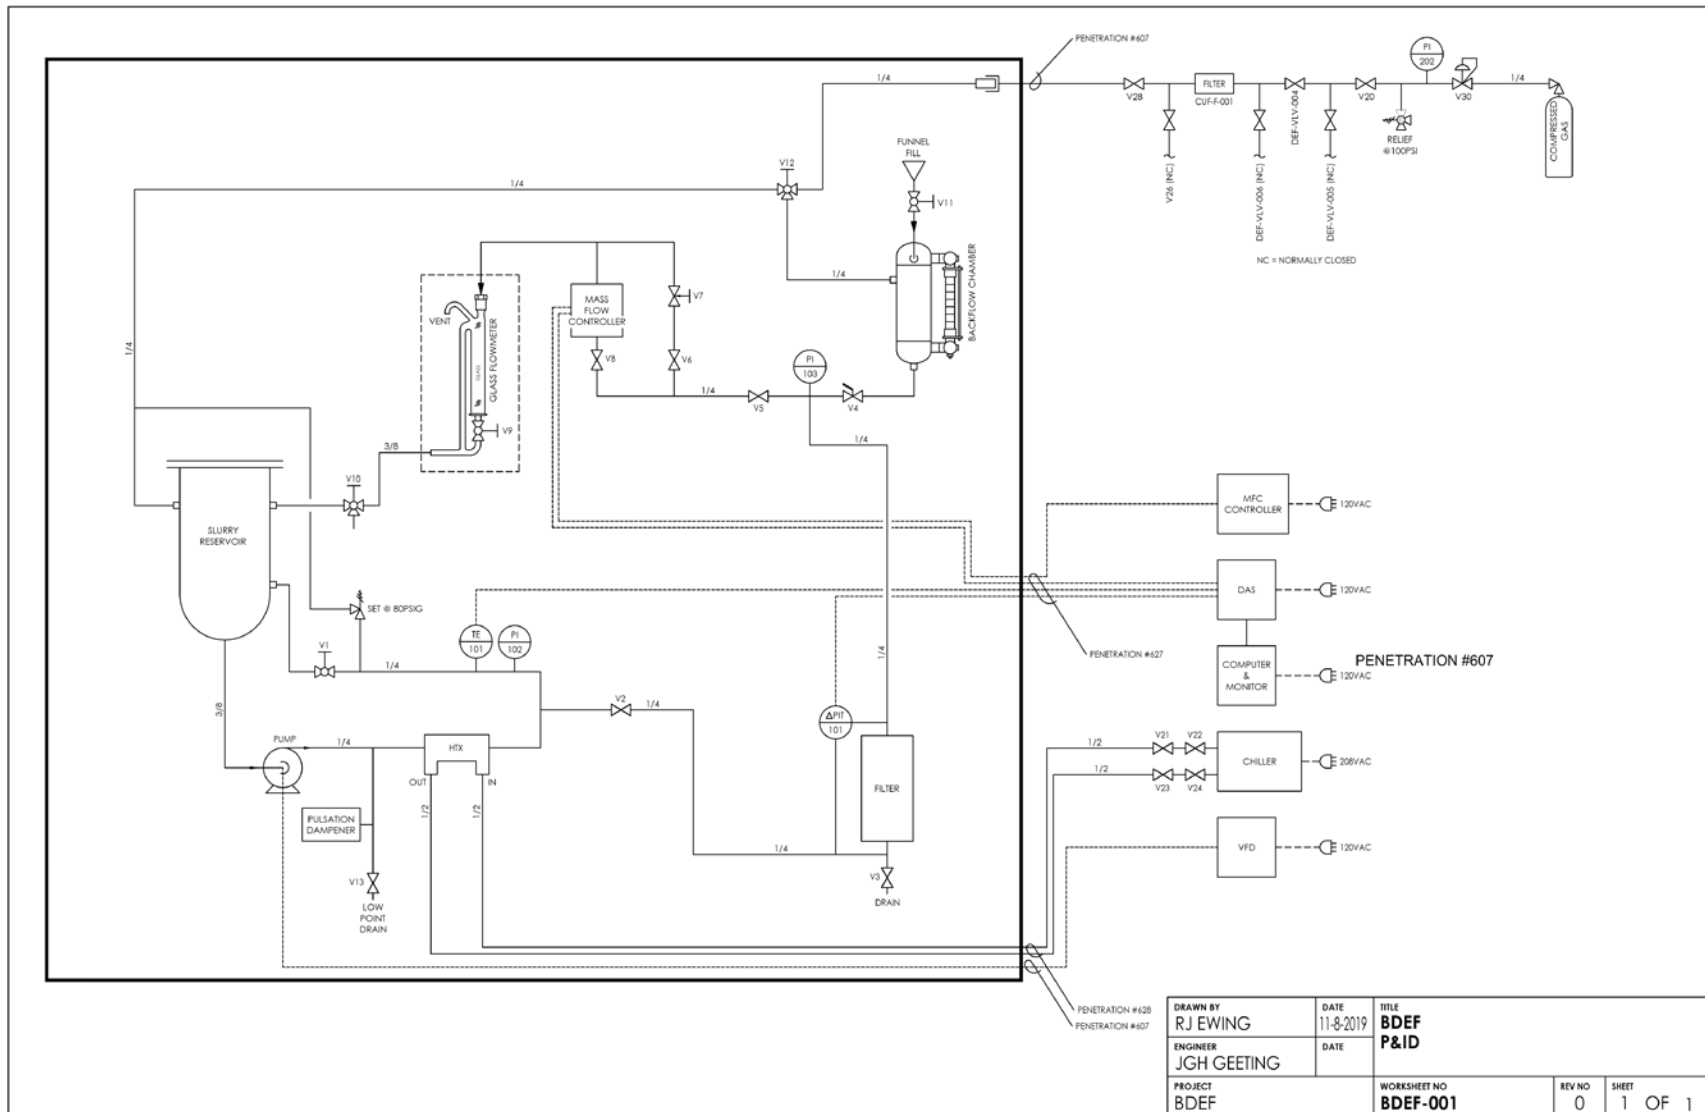 PENETRATION #607
PI
202
1/4
V28
FILTER
CUF-F-001
DEF-VLV-004
V20
V30
1/4
RELIEF
@100PSI
COMPRESSED
GAS
V26 (NC)
DEF-VLV-006 (NC)
DEF-VLV-005 (NC)
NC = NORMALLY CLOSED
FUNNEL
FILL
V12
V11
1/4
1/4
BACKFLOW CHAMBER
MASS
FLOW
CONTROLLER
V7
VENT
GLASS
GLASS FLOWMETER
1/4
V8
V6
PI
103
1/4
V5
V4
V9
3/8
1/4
V10
SLURRY
RESERVOIR
MFC
CONTROLLER
120VAC
SET @ 80PSIG
DAS
120VAC
TE
101
PI
102
V1
1/4
1/4
PENETRATION #627
COMPUTER
&
MONITOR
120VAC
PENETRATION #607
3/8
V2
1/4
ΔPIT
101
PUMP
1/4
HTX
OUT
IN
1/2
1/2
1/2
V21
V22
1/2
V23
V24
CHILLER
208VAC
FILTER
PULSATION
DAMPENER
1/4
VFD
120VAC
V13
V3
LOW
POINT
DRAIN
DRAIN
PENETRATION #628
PENETRATION #607
DRAWN BY
RJ EWING
DATE
11-8-2019
TITLE
BDEF
P&ID
ENGINEER
JGH GEETING
DATE
PROJECT
BDEF
WORKSHEET NO
BDEF-001
REV NO
0
SHEET
1 OF 1